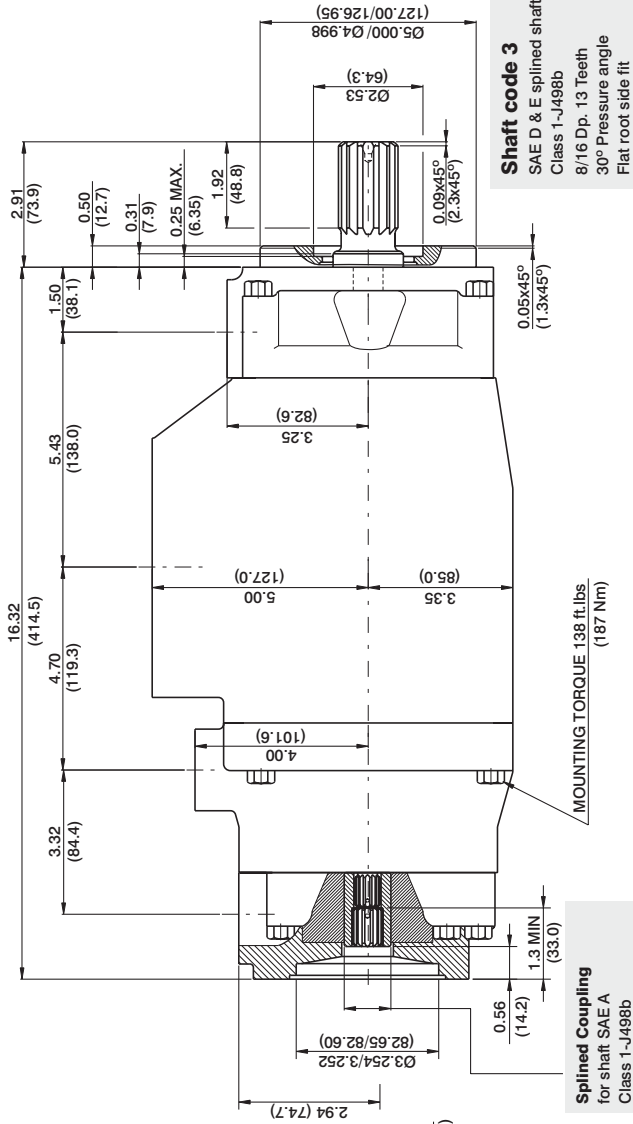 16.32
(414.5)
2.91
(73.9)
0.50
(12.7)
0.31
(7.9)
0.25 MAX.
(6.35)
1.92
(48.8)
1.50
(38.1)
5.43
(138.0)
4.70
(119.3)
3.32
(84.4)
Ø5.000/Ø4.998
(127.00/126.95)
Ø2.53
(64.3)
0.09x45°
(2.3x45°)
0.05x45°
(1.3x45°)
3.25
(82.6)
5.00
(127.0)
3.35
(85.0)
4.00
(101.6)
MOUNTING TORQUE 138 ft.lbs
(187 Nm)
1.3 MIN
(33.0)
0.56
(14.2)
Ø3.254/3.252
(82.65/82.60)
2.94 (74.7)
Shaft code 3
SAE D & E splined shaft
Class 1-J498b
8/16 Dp. 13 Teeth
30° Pressure angle
Flat root side fit
Splined Coupling
for shaft SAE A
Class 1-J498b